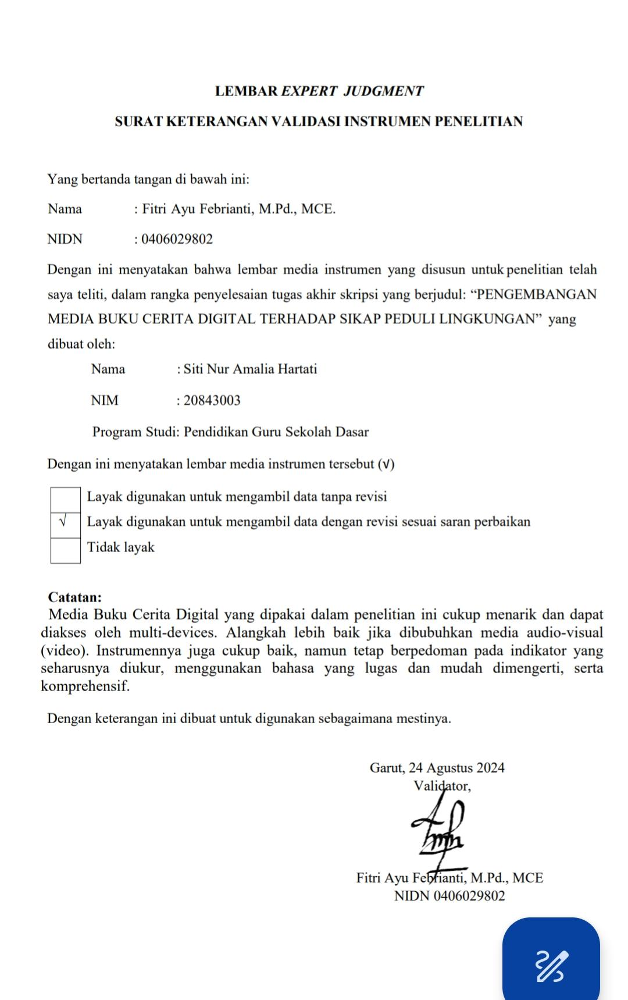 LEMBAR EXPERT JUDGMENT
SURAT KETERANGAN VALIDASI INSTRUMEN PENELITIAN
Yang bertanda tangan di bawah ini:
Nama : Fitri Ayu Febrianti, M.Pd., MCE.
NIDN : 0406029802
Dengan ini menyatakan bahwa lembar media instrumen yang disusun untuk penelitian telah
saya teliti, dalam rangka penyelesaian tugas akhir skripsi yang berjudul: “PENGEMBANGAN
MEDIA BUKU CERITA DIGITAL TERHADAP SIKAP PEDULI LINGKUNGAN” yang
dibuat oleh:
Nama : Siti Nur Amalia Hartati
NIM : 20843003
Program Studi: Pendidikan Guru Sekolah Dasar
Dengan ini menyatakan lembar media instrumen tersebut (√)
Layak digunakan untuk mengambil data tanpa revisi
√ Layak digunakan untuk mengambil data dengan revisi sesuai saran perbaikan
Tidak layak
Catatan:
Media Buku Cerita Digital yang dipakai dalam penelitian ini cukup menarik dan dapat
diakses oleh multi-devices. Alangkah lebih baik jika dibubuhkan media audio-visual
(video). Instrumennya juga cukup baik, namun tetap berpedoman pada indikator yang
seharusnya diukur, menggunakan bahasa yang lugas dan mudah dimengerti, serta
komprehensif.
Dengan keterangan ini dibuat untuk digunakan sebagaimana mestinya.
Garut, 24 Agustus 2024
Validator,
Fitri Ayu Febrianti, M.Pd., MCE
NIDN 0406029802